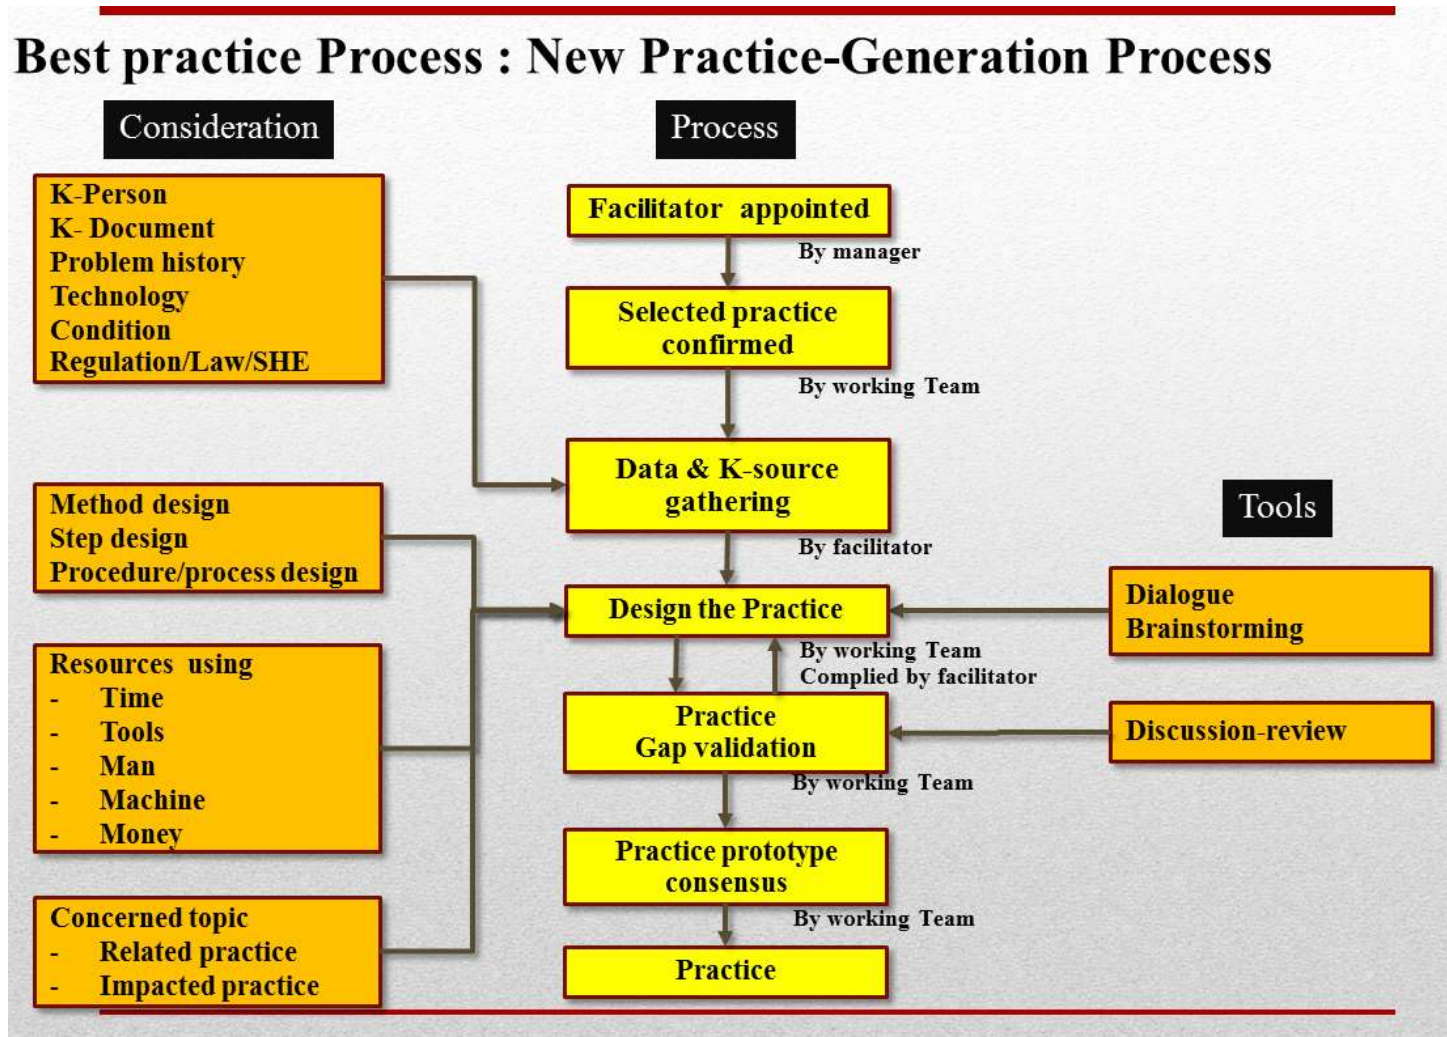 Best practice Process : New Practice-Generation Process
Consideration
K-Person
K- Document
Problem history
Technology
Condition
Regulation/Law/SHE
Method design
Step design
Procedure/process design
Resources using
- Time
- Tools
- Man
- Machine
- Money
Concerned topic
- Related practice
- Impacted practice
Process
Facilitator appointed
By manager
Selected practice
confirmed
By working Team
Data & K-source
gathering
By facilitator
Design the Practice
By working Team
Complied by facilitator
Practice
Gap validation
By working Team
Practice prototype
consensus
By working Team
Practice
Tools
Dialogue
Brainstorming
Discussion-review